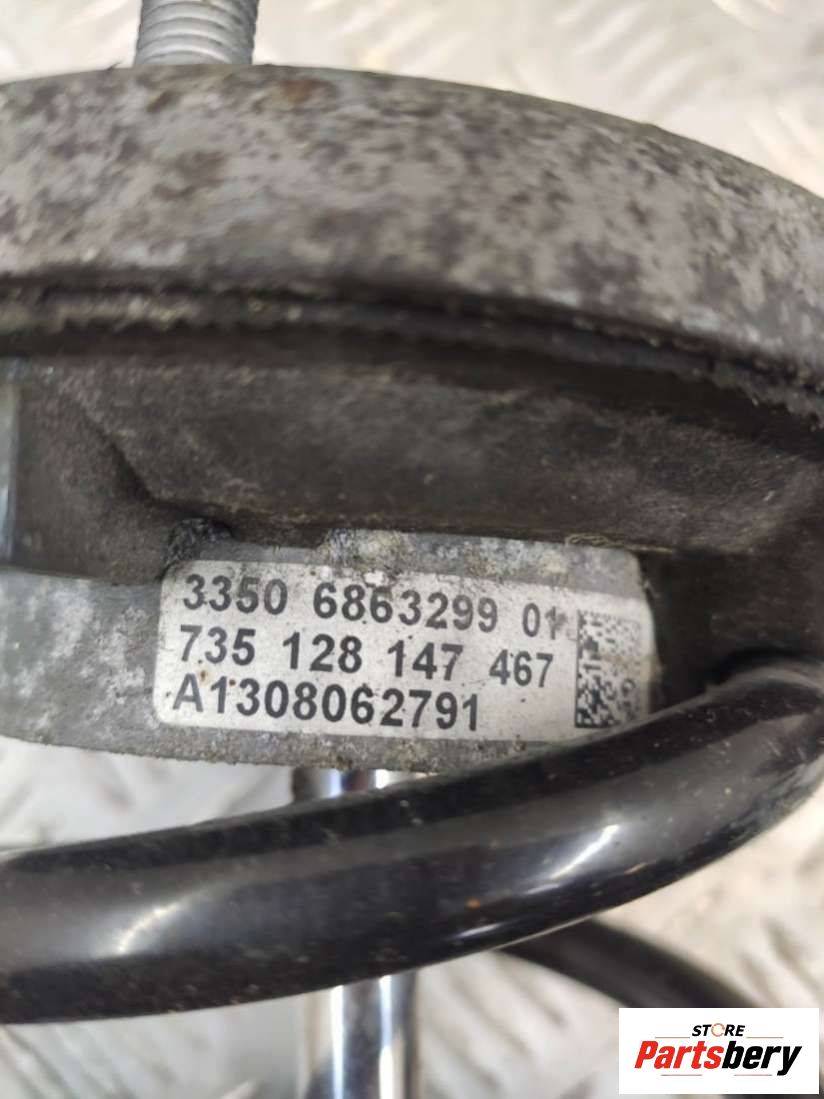 3350 6863299 01
735 128 147 467
A1308062791
STORE
Partsbery